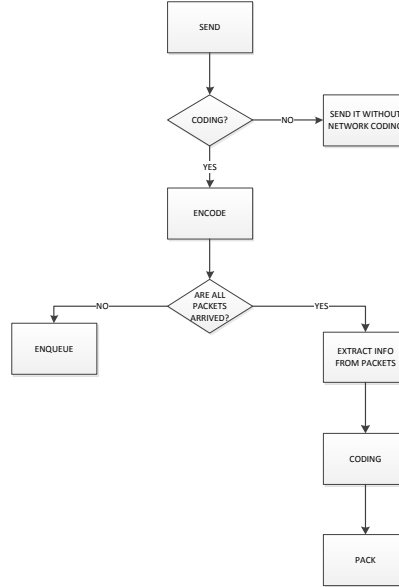 SEND
CODING?
NO
SEND IT WITHOUT
NETWORK CODING
YES
ENCODE
ARE ALL
PACKETS
ARRIVED?
NO
YES
ENQUEUE
EXTRACT INFO
FROM PACKETS
CODING
PACK